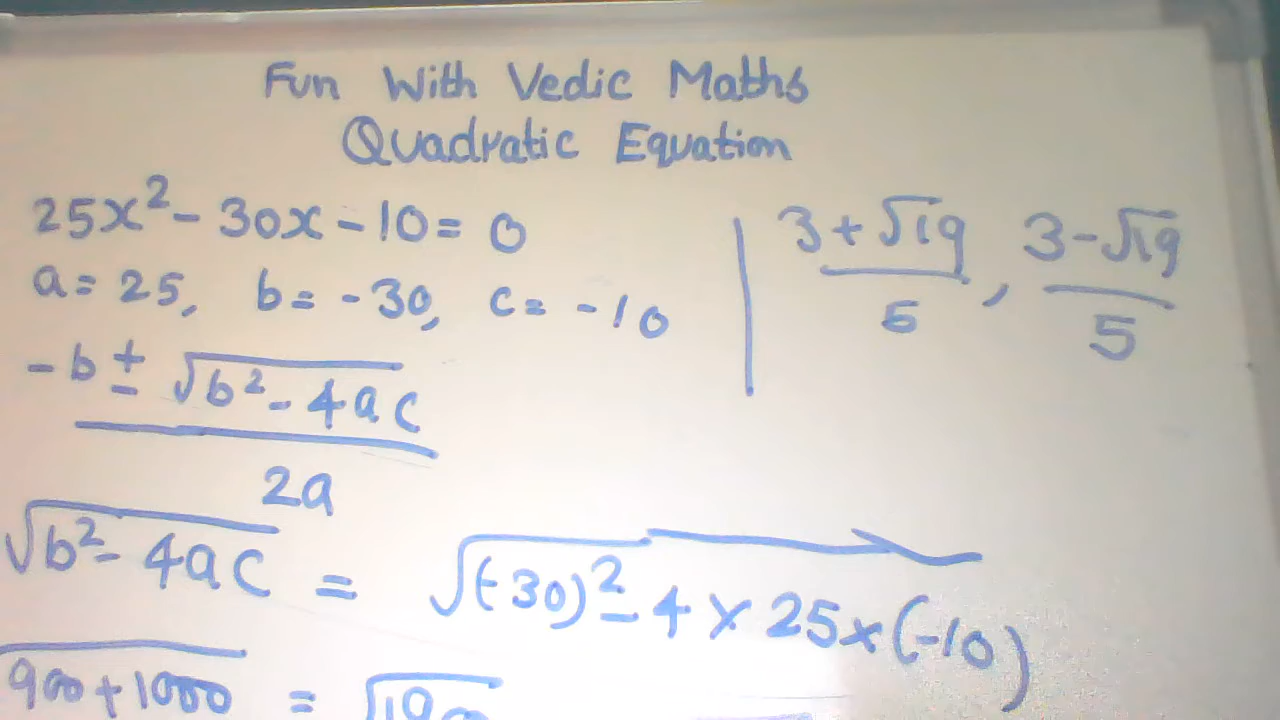 Fun With Vedic Maths
Quadratic Equation
25x² - 30x - 10 = 0
a = 25, b = -30, c = -10
-b ± √b² - 4ac
2a
√b² - 4ac = √(-30)² - 4 × 25 × (-10)
900 + 1000 = √19
3 + √19 , 3 - √19
5 5